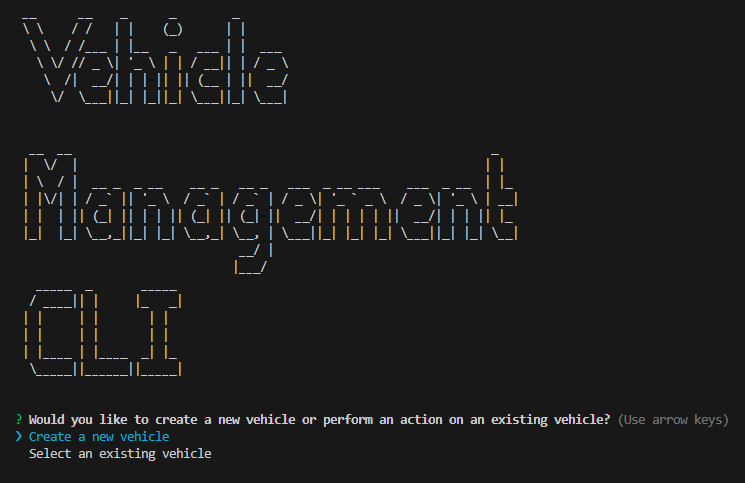 Vehicle
Management
CLI
? Would you like to create a new vehicle or perform an action on an existing vehicle? (Use arrow keys)
❯ Create a new vehicle
Select an existing vehicle